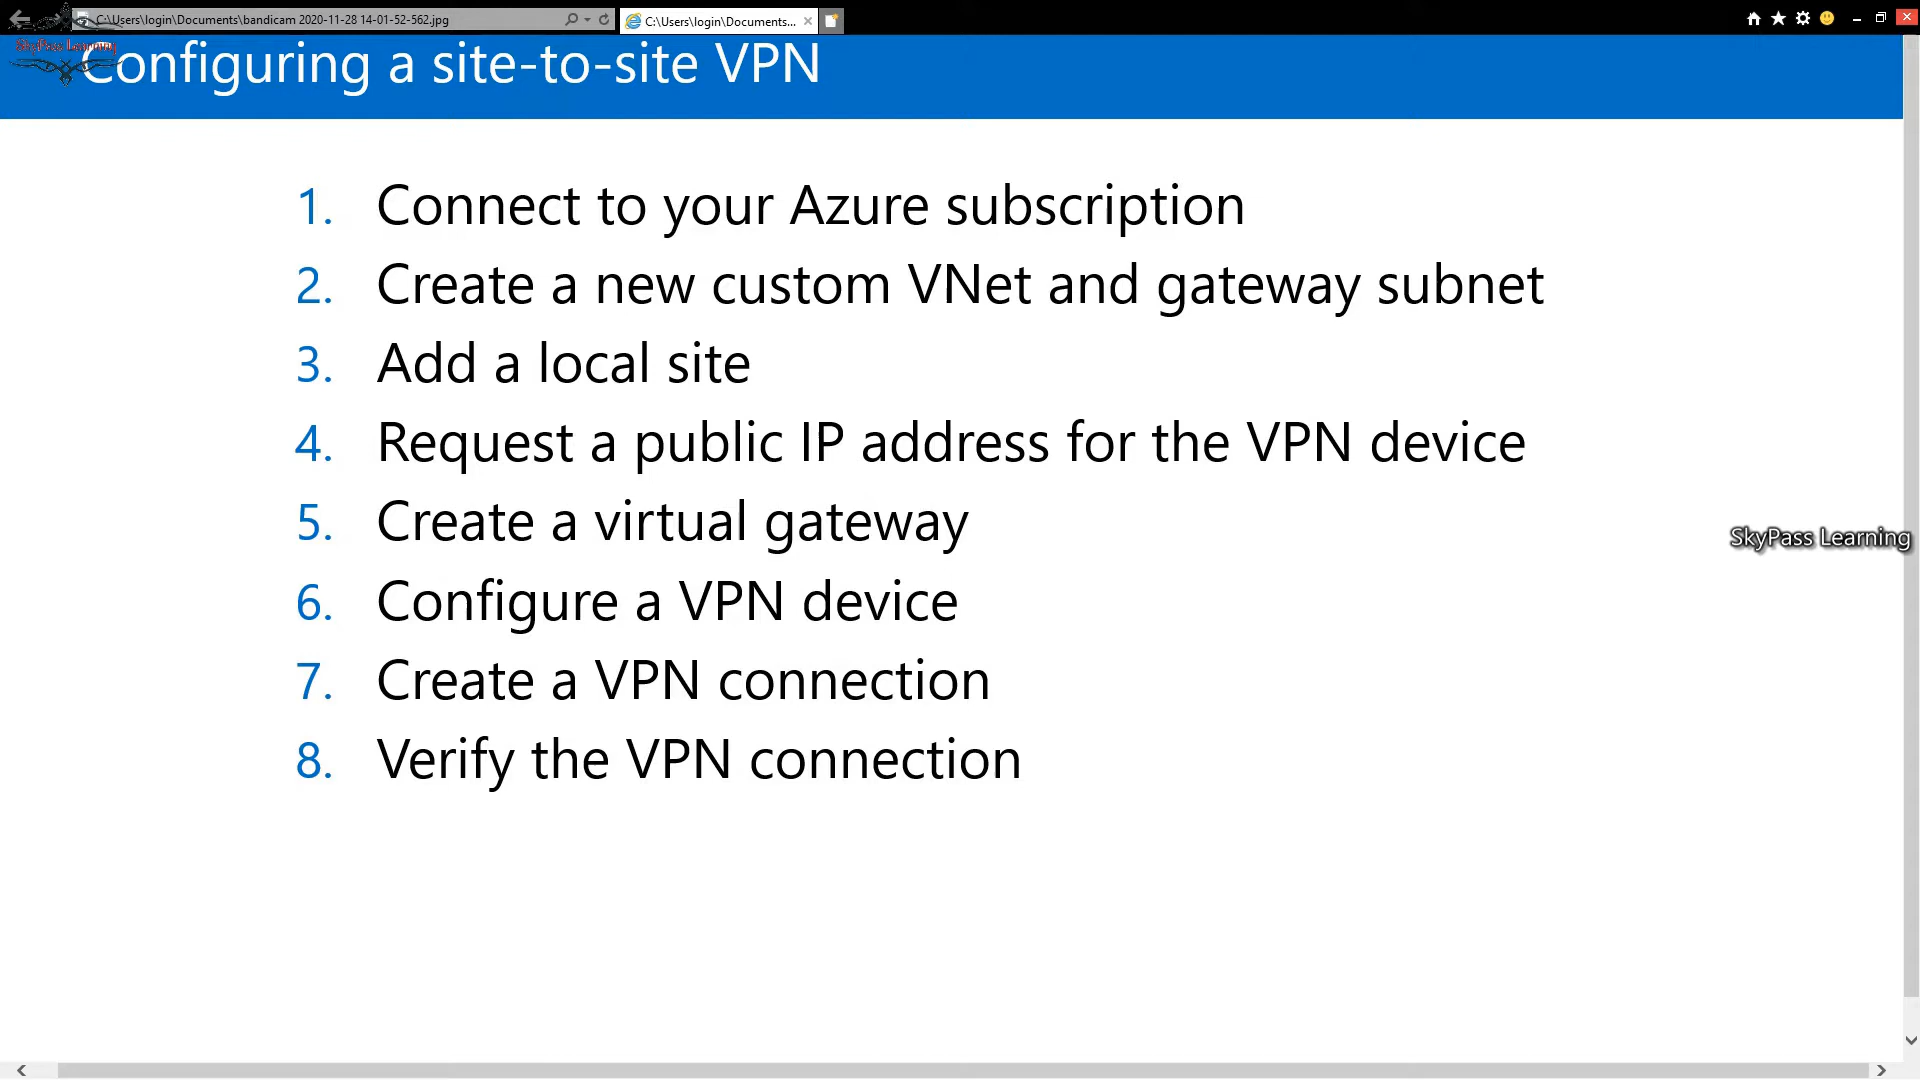 C:\Users\login\Documents\bandicam 2020-11-28 14-01-52-562.jpg
C:\Users\login\Documents...
SkyPass Learning
Configuring a site-to-site VPN
1. Connect to your Azure subscription
2. Create a new custom VNet and gateway subnet
3. Add a local site
4. Request a public IP address for the VPN device
5. Create a virtual gateway
SkyPass Learning
6. Configure a VPN device
7. Create a VPN connection
8. Verify the VPN connection